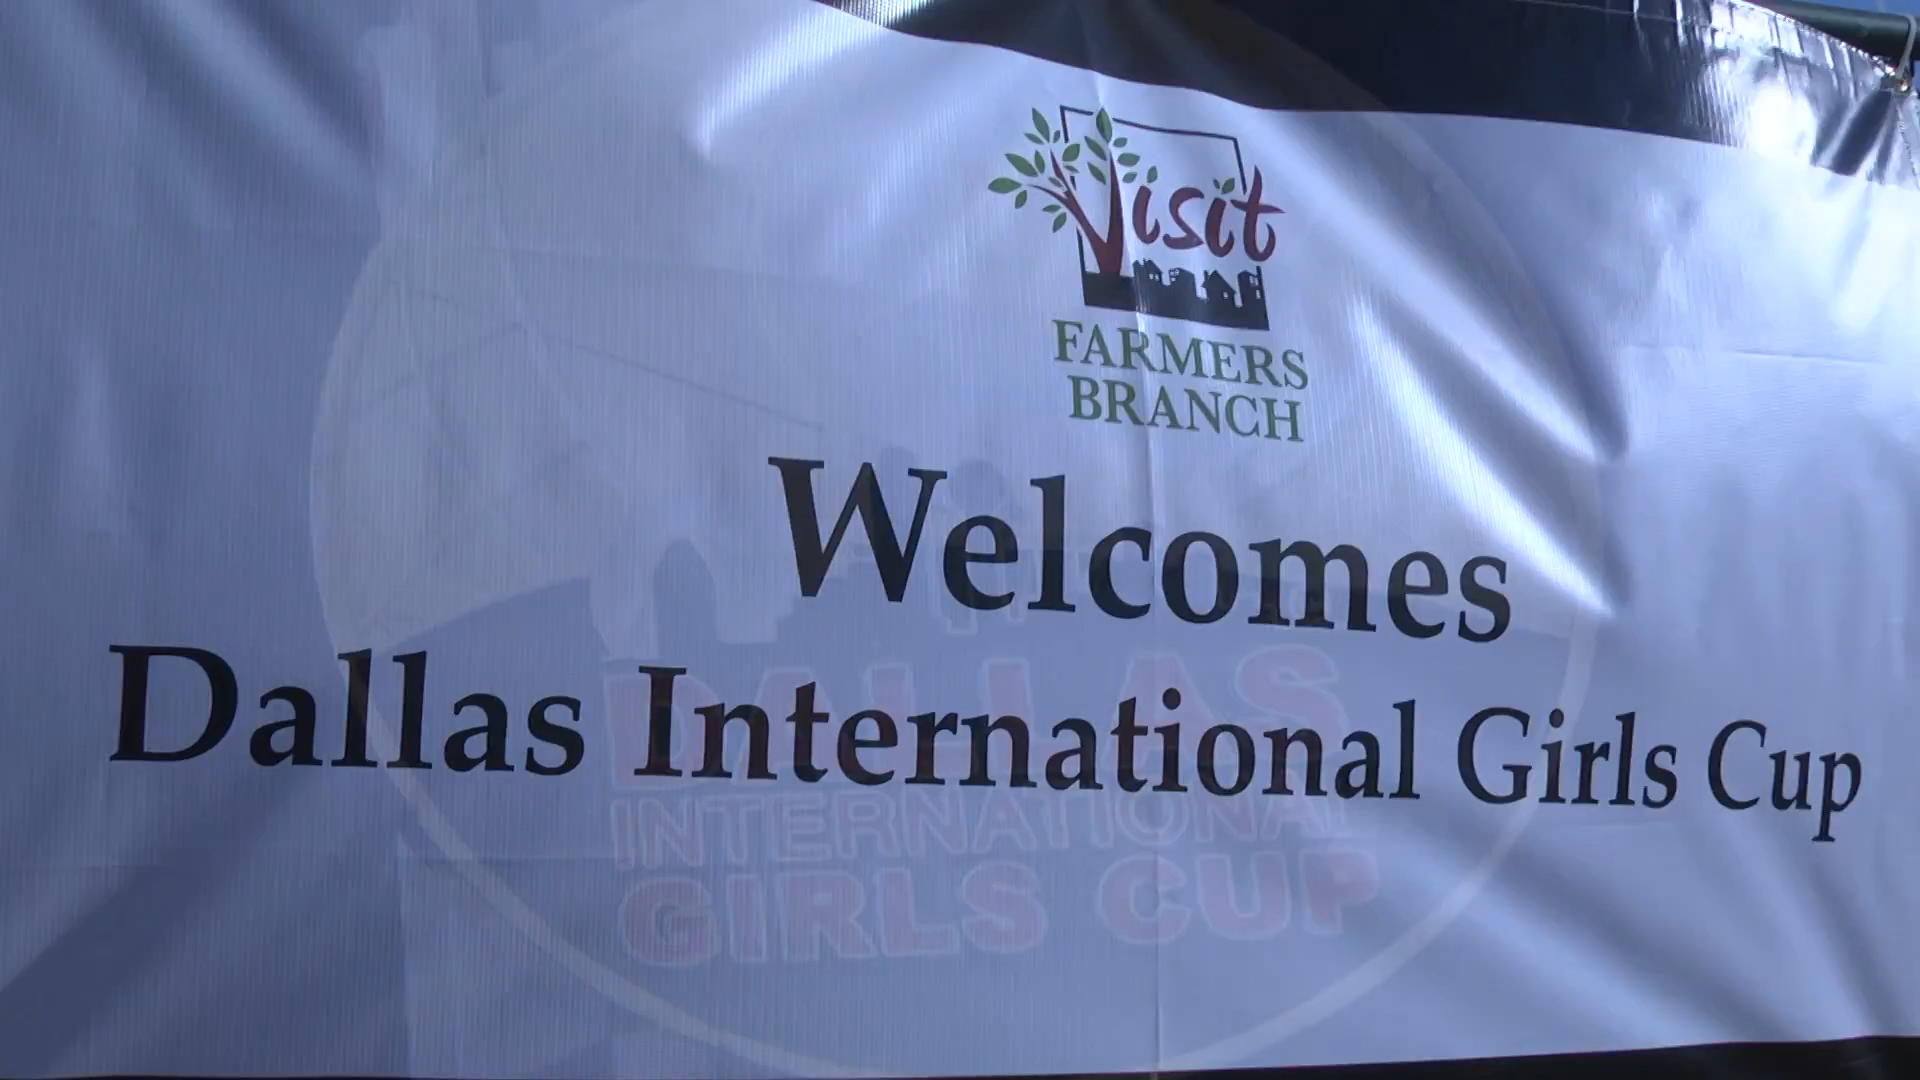 Visit
FARMERS
BRANCH
Welcomes
Dallas International Girls Cup
DALLAS
INTERNATIONAL
GIRLS CUP